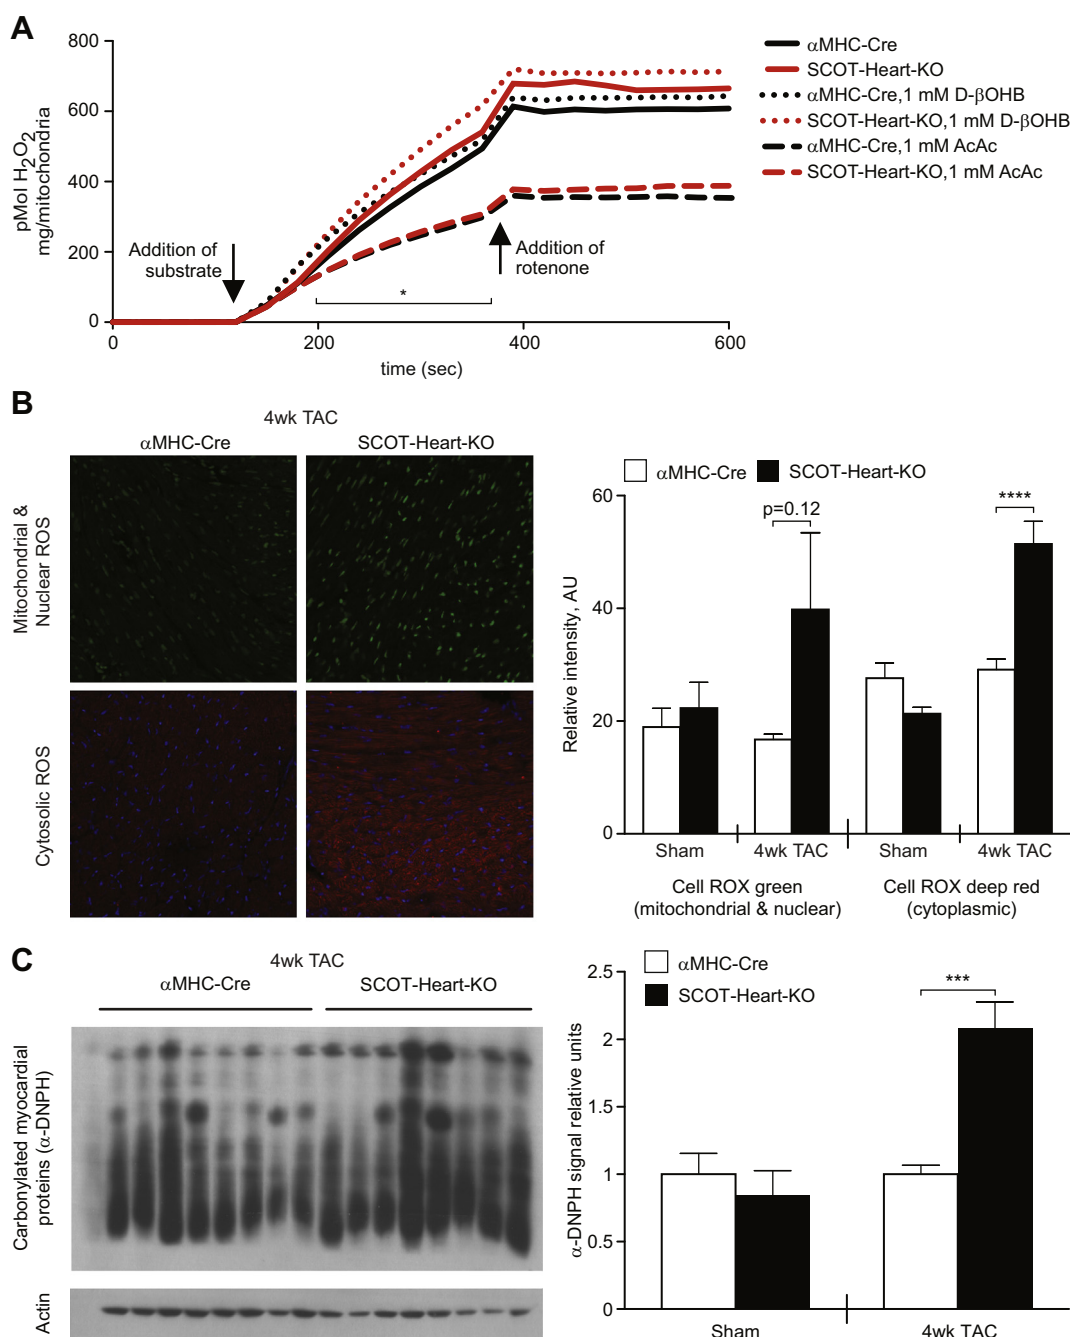 A
800
600
400
200
0
pMol H2O2
mg/mitochondria
Addition of
substrate
Addition of
rotenone
*
0
200
400
600
time (sec)
αMHC-Cre
SCOT-Heart-KO
αMHC-Cre,1 mM D-βOHB
SCOT-Heart-KO,1 mM D-βOHB
αMHC-Cre,1 mM AcAc
SCOT-Heart-KO,1 mM AcAc
B
4wk TAC
αMHC-Cre
SCOT-Heart-KO
Mitochondrial &
Nuclear ROS
Cytosolic ROS
αMHC-Cre
SCOT-Heart-KO
60
40
20
0
Relative intensity, AU
p=0.12
****
Sham
4wk TAC
Sham
4wk TAC
Cell ROX green
(mitochondrial & nuclear)
Cell ROX deep red
(cytoplasmic)
C
4wk TAC
αMHC-Cre
SCOT-Heart-KO
Carbonylated myocardial
proteins (α-DNPH)
Actin
αMHC-Cre
SCOT-Heart-KO
2.5
2
1.5
1
0.5
0
α-DNPH signal relative units
***
Sham
4wk TAC